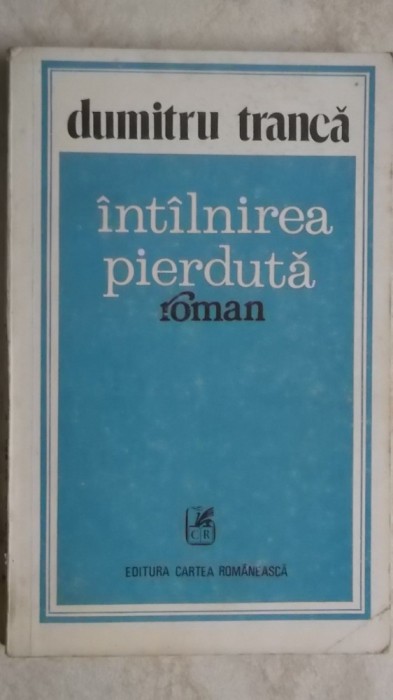 dumitru trancă
întîlnirea
pierdută
roman
CR
EDITURA CARTEA ROMÂNEASCĂ